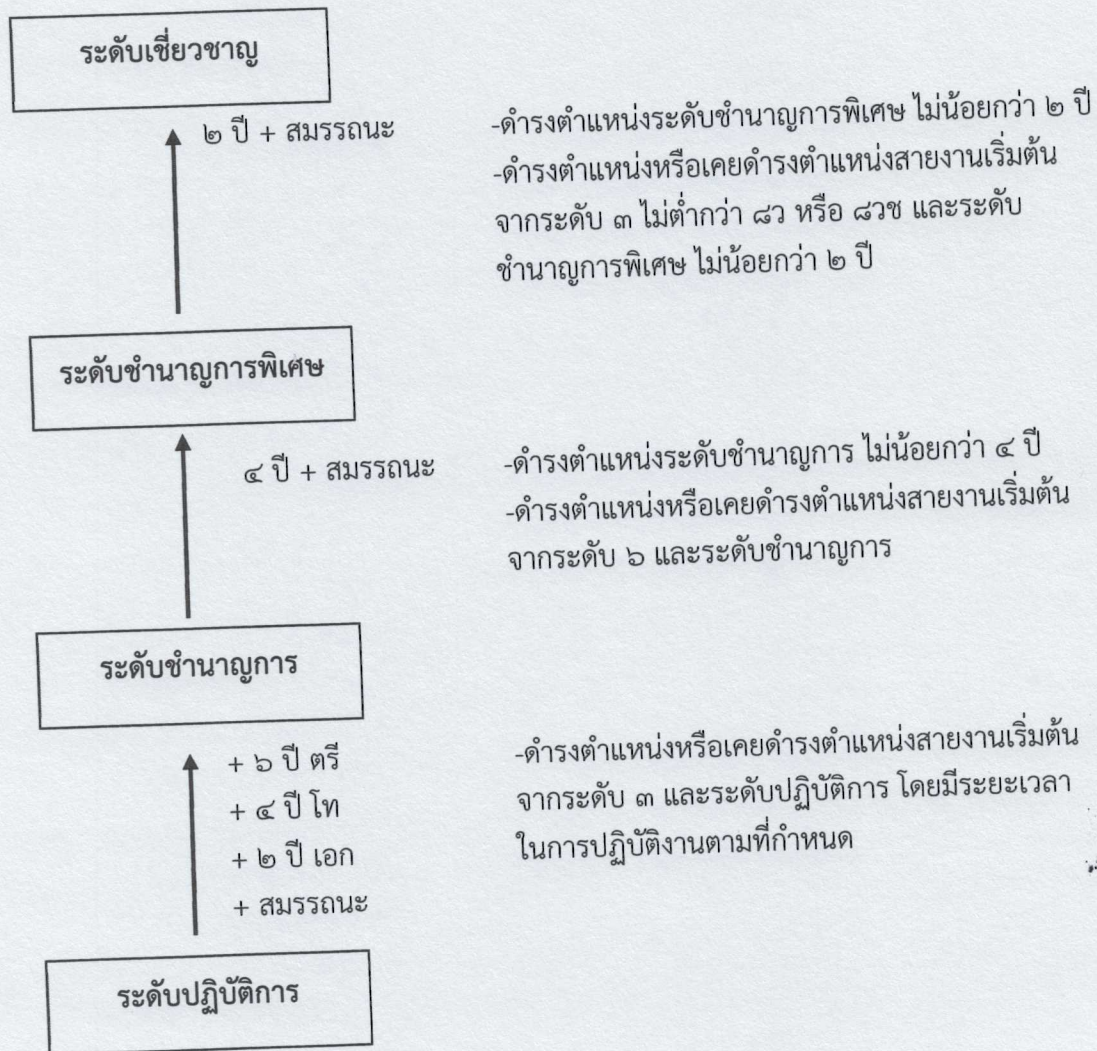 ระดับเชี่ยวชาญ
๒ ปี + สมรรถนะ
-ดำรงตำแหน่งระดับชำนาญการพิเศษ ไม่น้อยกว่า ๒ ปี
-ดำรงตำแหน่งหรือเคยดำรงตำแหน่งสายงานเริ่มต้น
จากระดับ ๓ ไม่ต่ำกว่า ๘ว หรือ ๘วช และระดับ
ชำนาญการพิเศษ ไม่น้อยกว่า ๒ ปี
ระดับชำนาญการพิเศษ
๔ ปี + สมรรถนะ
-ดำรงตำแหน่งระดับชำนาญการ ไม่น้อยกว่า ๔ ปี
-ดำรงตำแหน่งหรือเคยดำรงตำแหน่งสายงานเริ่มต้น
จากระดับ ๖ และระดับชำนาญการ
ระดับชำนาญการ
+ ๖ ปี ตรี
+ ๔ ปี โท
+ ๒ ปี เอก
+ สมรรถนะ
-ดำรงตำแหน่งหรือเคยดำรงตำแหน่งสายงานเริ่มต้น
จากระดับ ๓ และระดับปฏิบัติการ โดยมีระยะเวลา
ในการปฏิบัติงานตามที่กำหนด
ระดับปฏิบัติการ